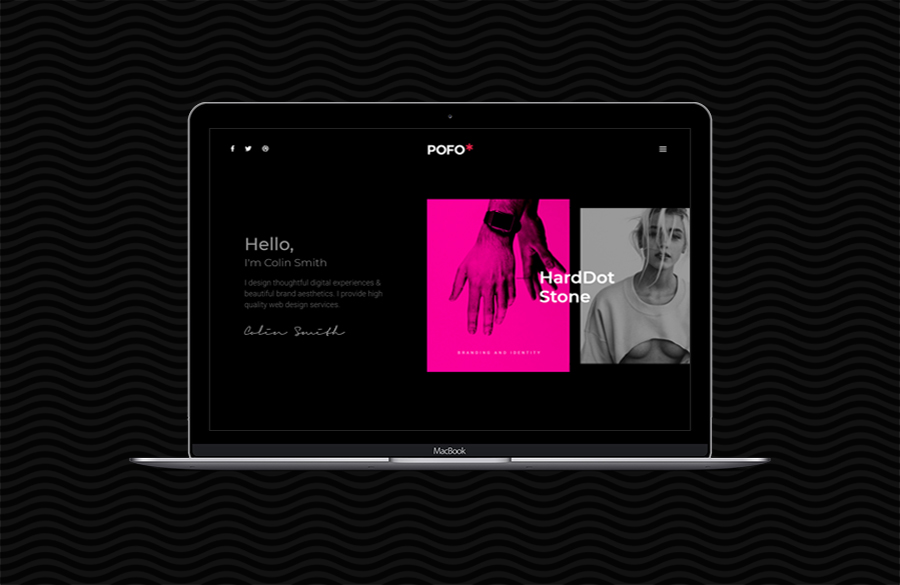 POFO*
Hello,
I'm Colin Smith
I design thoughtful digital experiences &
beautiful brand aesthetics. I provide high
quality web design services.
Colin Smith
HardDot
Stone
BRANDING AND IDENTITY
MacBook